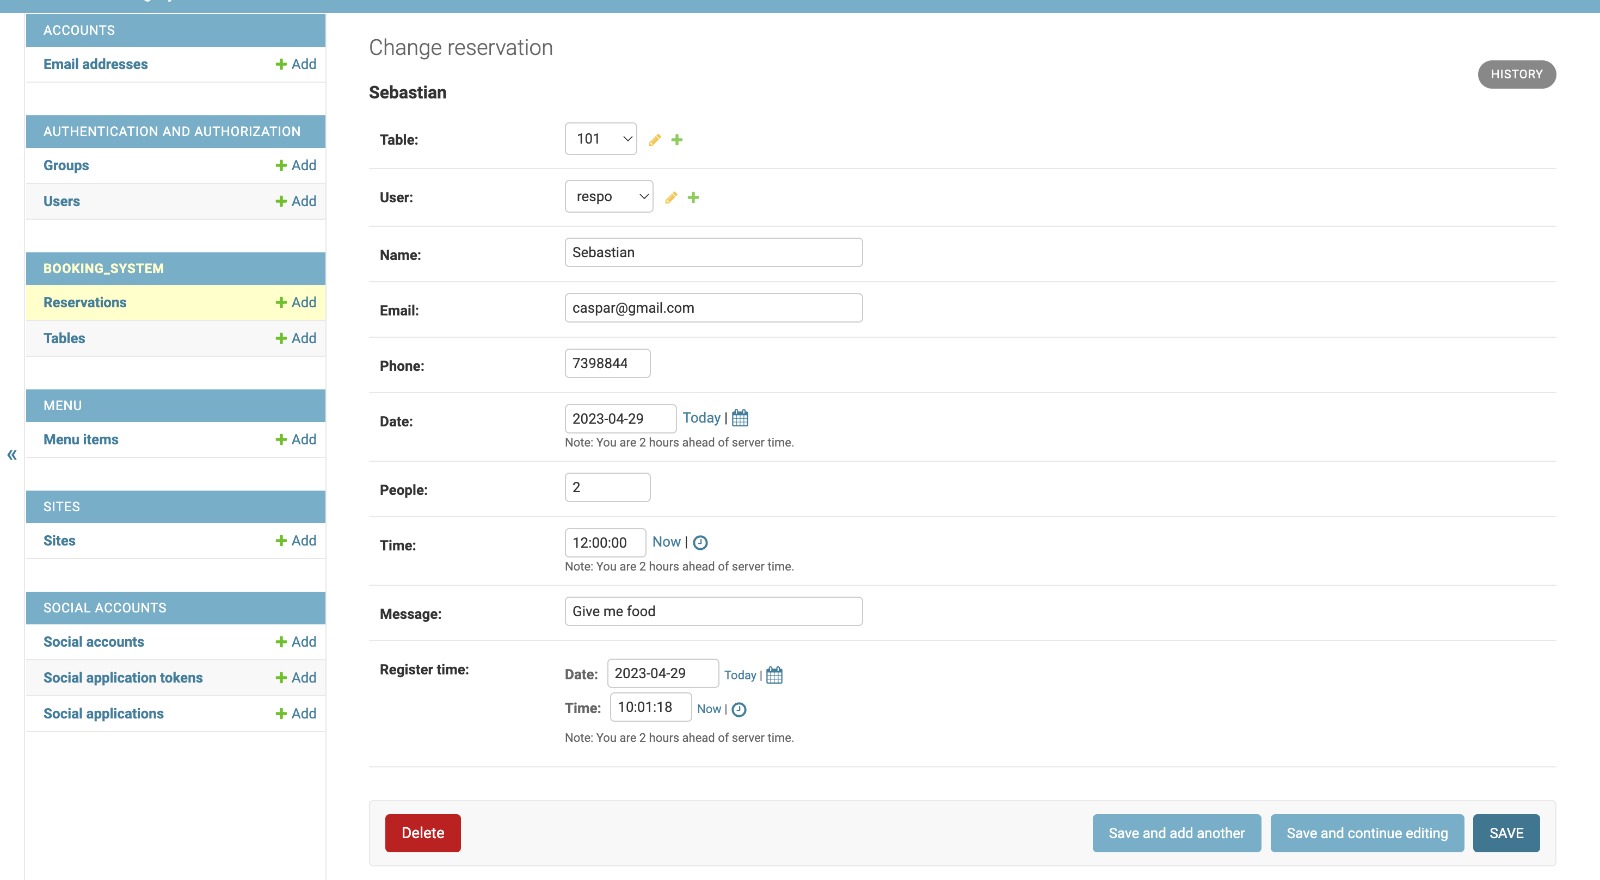 ACCOUNTS
Email addresses + Add
AUTHENTICATION AND AUTHORIZATION
Groups + Add
Users + Add
BOOKING_SYSTEM
Reservations + Add
Tables + Add
MENU
Menu items + Add
«
SITES
Sites + Add
SOCIAL ACCOUNTS
Social accounts + Add
Social application tokens + Add
Social applications + Add
Change reservation
HISTORY
Sebastian
Table: 101
User: respo
Name: Sebastian
Email: caspar@gmail.com
Phone: 7398844
Date: 2023-04-29 Today |
Note: You are 2 hours ahead of server time.
People: 2
Time: 12:00:00 Now |
Note: You are 2 hours ahead of server time.
Message: Give me food
Register time: Date: 2023-04-29 Today |
Time: 10:01:18 Now |
Note: You are 2 hours ahead of server time.
Delete Save and add another Save and continue editing SAVE